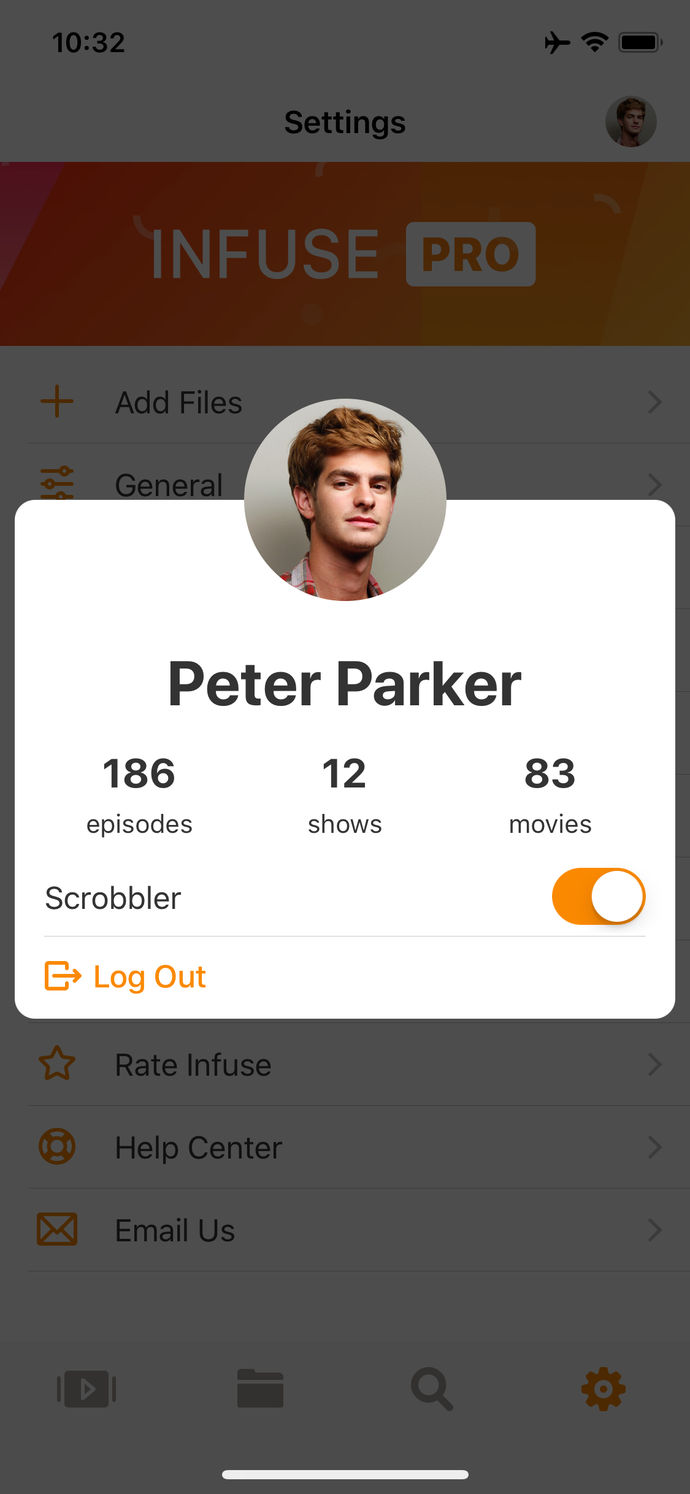 10:32
Settings
INFUSE PRO
Add Files
General
Peter Parker
186 12 83
episodes shows movies
Scrobbler
Log Out
Rate Infuse
Help Center
Email Us